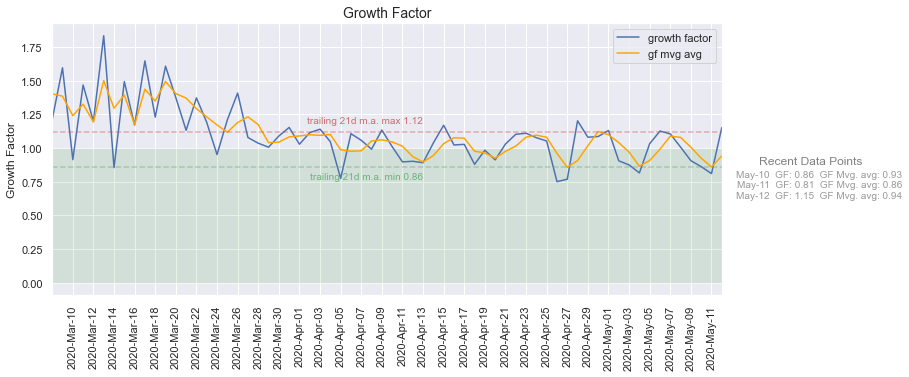 Growth Factor
growth factor
gf mvg avg
Growth Factor
1.75
1.50
1.25
1.00
0.75
0.50
0.25
0.00
trailing 21d m.a. max 1.12
trailing 21d m.a. min 0.86
Recent Data Points
May-10 GF: 0.86 GF Mvg. avg: 0.93
May-11 GF: 0.81 GF Mvg. avg: 0.86
May-12 GF: 1.15 GF Mvg. avg: 0.94
2020-Mar-10
2020-Mar-12
2020-Mar-14
2020-Mar-16
2020-Mar-18
2020-Mar-20
2020-Mar-22
2020-Mar-24
2020-Mar-26
2020-Mar-28
2020-Mar-30
2020-Apr-01
2020-Apr-03
2020-Apr-05
2020-Apr-07
2020-Apr-09
2020-Apr-11
2020-Apr-13
2020-Apr-15
2020-Apr-17
2020-Apr-19
2020-Apr-21
2020-Apr-23
2020-Apr-25
2020-Apr-27
2020-Apr-29
2020-May-01
2020-May-03
2020-May-05
2020-May-07
2020-May-09
2020-May-11